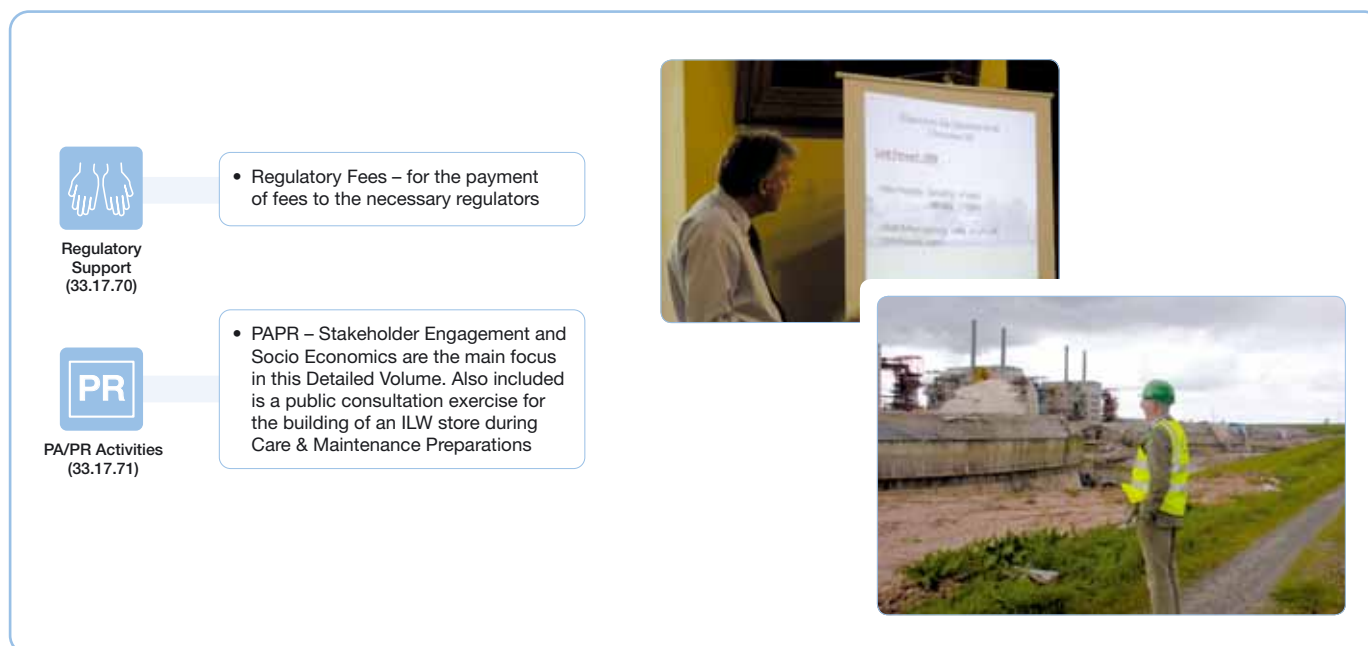 Regulatory
Support
(33.17.70)
• Regulatory Fees – for the payment
of fees to the necessary regulators
PR
PA/PR Activities
(33.17.71)
• PAPR – Stakeholder Engagement and
Socio Economics are the main focus
in this Detailed Volume. Also included
is a public consultation exercise for
the building of an ILW store during
Care & Maintenance Preparations